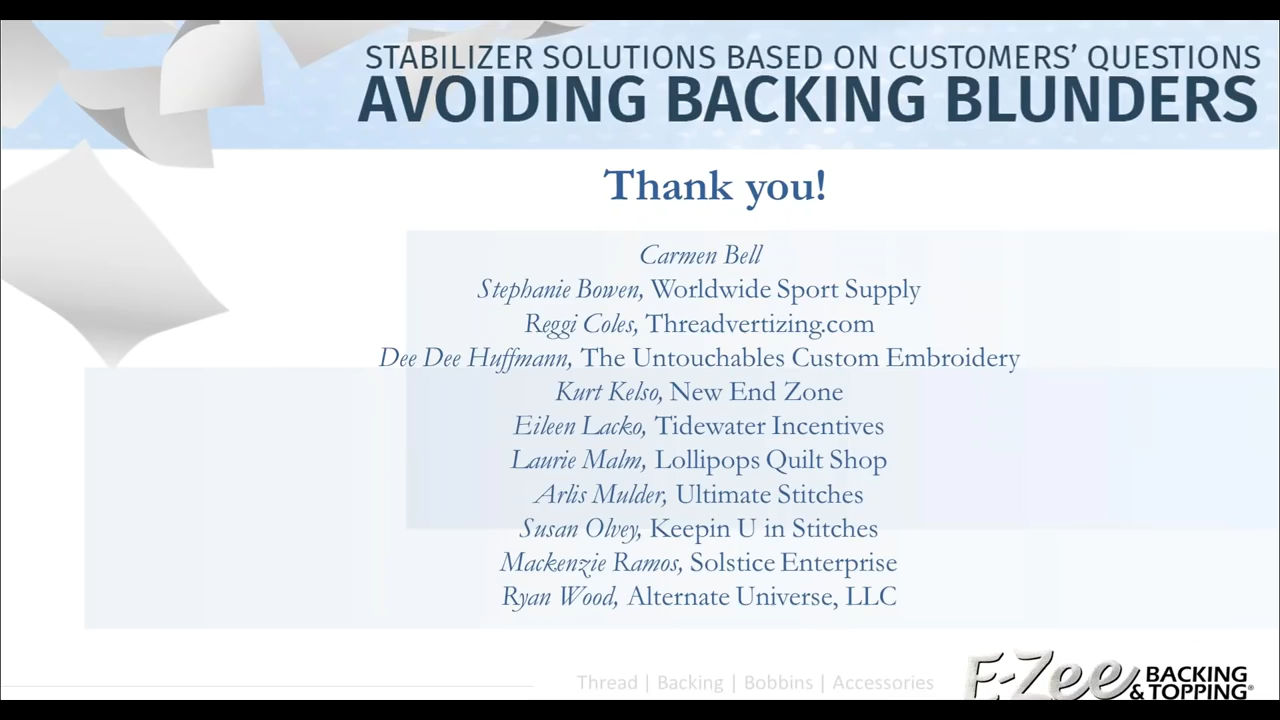 STABILIZER SOLUTIONS BASED ON CUSTOMERS’ QUESTIONS
AVOIDING BACKING BLUNDERS
Thank you!
Carmen Bell
Stephanie Bowen, Worldwide Sport Supply
Reggi Coles, Threadvertizing.com
Dee Dee Huffmann, The Untouchables Custom Embroidery
Kurt Kelso, New End Zone
Eileen Lacko, Tidewater Incentives
Laurie Malm, Lollipops Quilt Shop
Arlis Mulder, Ultimate Stitches
Susan Olvey, Keepin U in Stitches
Mackenzie Ramos, Solstice Enterprise
Ryan Wood, Alternate Universe, LLC
Thread | Backing | Bobbins | Accessories
E-Zee BACKING
& TOPPING®